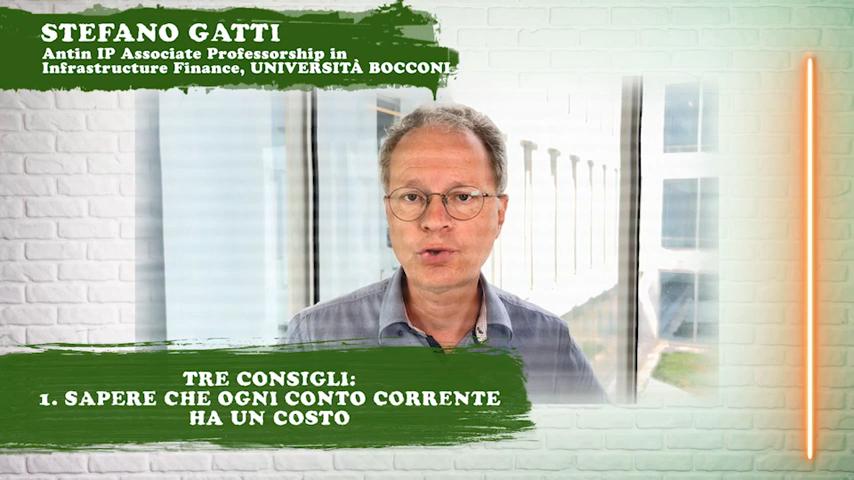 STEFANO GATTI
Antin IP Associate Professorship in
Infrastructure Finance, UNIVERSITÀ BOCCONI
TRE CONSIGLI:
1. SAPERE CHE OGNI CONTO CORRENTE
HA UN COSTO